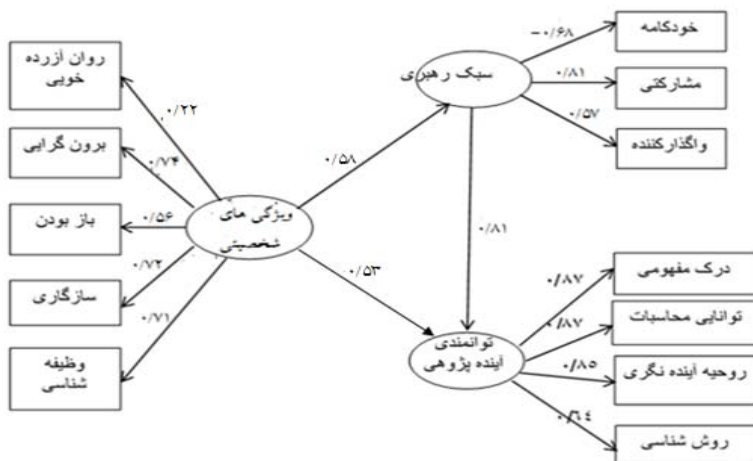 خودکامه
-۰/۶۸
سبک رهبری
۰/۸۱
مشارکتی
۰/۵۷
واگذارکننده
روان آزرده
خویی
۰/۲۲
برون گرایی
۰/۷۴
باز بودن
۰/۵۶
سازگاری
۰/۷۲
وظیفه
شناسی
۰/۷۱
ویژگی های
شخصیتی
۰/۵۸
۰/۵۳
۰/۸۱
توانمندی
آینده پژوهی
۰/۸۷
درک مفهومی
۰/۸۷
توانایی محاسبات
۰/۸۵
روحیه آینده نگری
۰/٦٤
روش شناسی